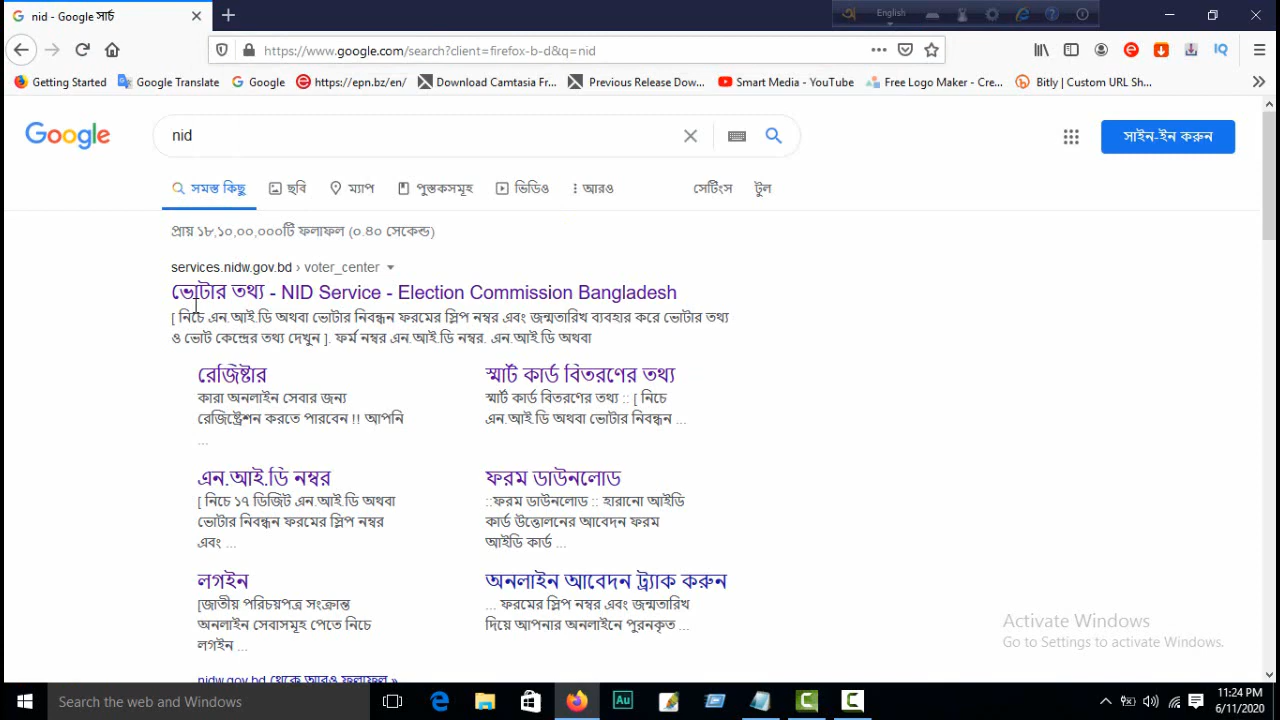 nid - Google সার্চ
English
https://www.google.com/search?client=firefox-b-d&q=nid
Getting Started Google Translate Google https://epn.bz/en/ Download Camtasia Fr... Previous Release Dow... Smart Media - YouTube Free Logo Maker - Cre... Bitly | Custom URL Sh...
Google nid সাইন-ইন করুন
সমস্ত কিছু ছবি ম্যাপ পুস্তকসমূহ ভিডিও আরও সেটিংস টুল
প্রায় ১৮,১০,০০,০০০টি ফলাফল (০.৪০ সেকেন্ড)
services.nidw.gov.bd › voter_center
ভোটার তথ্য - NID Service - Election Commission Bangladesh
[ নিচে এন.আই.ডি অথবা ভোটার নিবন্ধন ফরমের স্লিপ নম্বর এবং জন্মতারিখ ব্যবহার করে ভোটার তথ্য
ও ভোট কেন্দ্রের তথ্য দেখুন ]. ফর্ম নম্বর এন.আই.ডি নম্বর. এন.আই.ডি অথবা
রেজিষ্টার
কারা অনলাইন সেবার জন্য
রেজিষ্ট্রেশন করতে পারবেন !! আপনি
...
স্মার্ট কার্ড বিতরণের তথ্য
স্মার্ট কার্ড বিতরণের তথ্য :: [ নিচে
এন.আই.ডি অথবা ভোটার নিবন্ধন ...
এন.আই.ডি নম্বর
[ নিচে ১৭ ডিজিট এন.আই.ডি অথবা
ভোটার নিবন্ধন ফরমের স্লিপ নম্বর
এবং ...
ফরম ডাউনলোড
::ফরম ডাউনলোড :: হারানো আইডি
কার্ড উত্তোলনের আবেদন ফরম
আইডি কার্ড ...
লগইন
[জাতীয় পরিচয়পত্র সংক্রান্ত
অনলাইন সেবাসমূহ পেতে নিচে
লগইন ...
অনলাইন আবেদন ট্র্যাক করুন
... ফরমের স্লিপ নম্বর এবং জন্মতারিখ
দিয়ে আপনার অনলাইনে পুরনকৃত ...
nidw.gov.bd থেকে আরও ফলাফল »
Activate Windows
Go to Settings to activate Windows.
Search the web and Windows
11:24 PM
6/11/2020